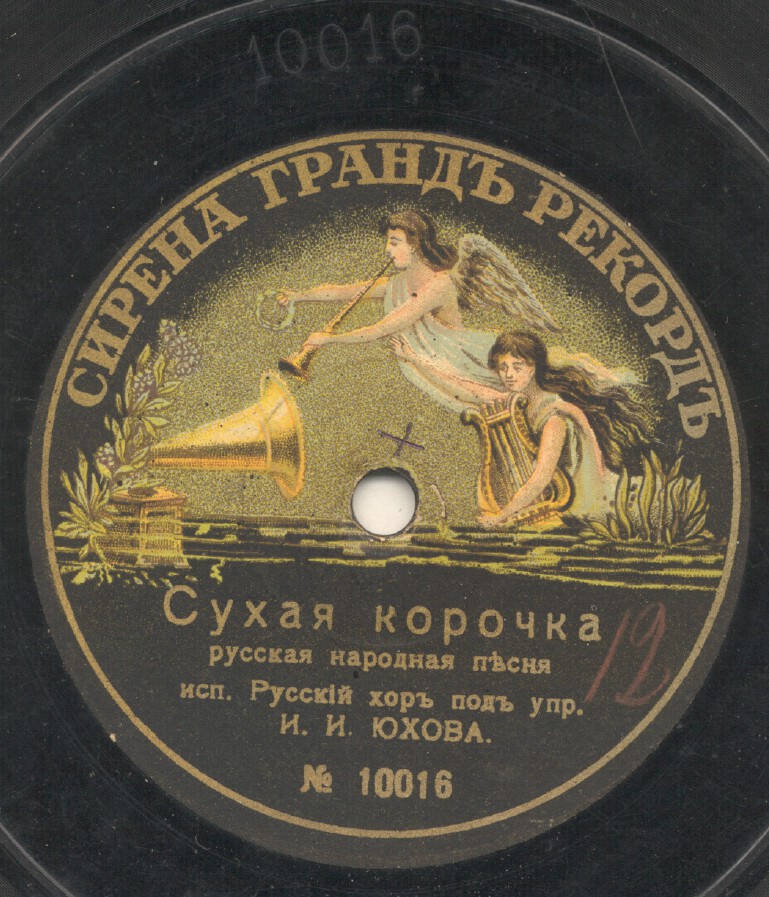 10016
СИРЕНА ГРАНДЪ РЕКОРДЪ
Сухая корочка
русская народная пѣсня
исп. Русскій хоръ подъ упр.
И. И. ЮХОВА.
№ 10016
12